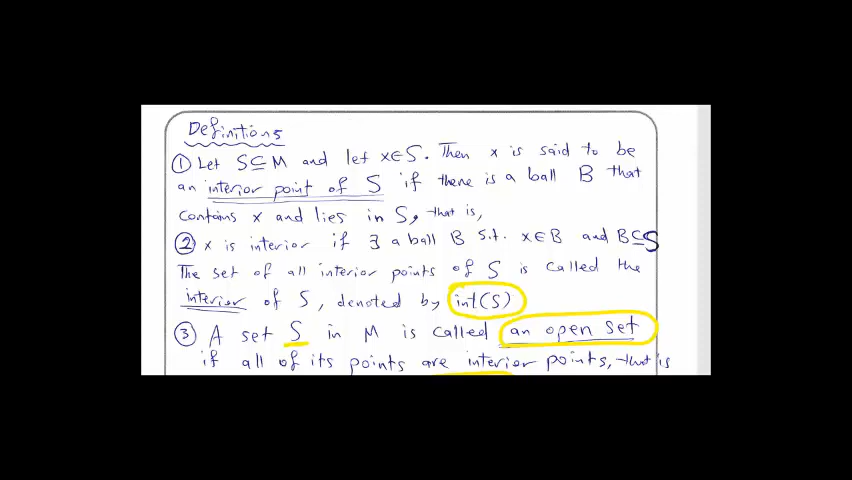 Definitions
① Let S⊆M and let x∈S. Then x is said to be
an interior point of S if there is a ball B that
contains x and lies in S, that is,
② x is interior if ∃ a ball B s.t. x∈B and B⊆S
The set of all interior points of S is called the
interior of S, denoted by int(S)
③ A set S in M is called an open set
if all of its points are interior points, that is